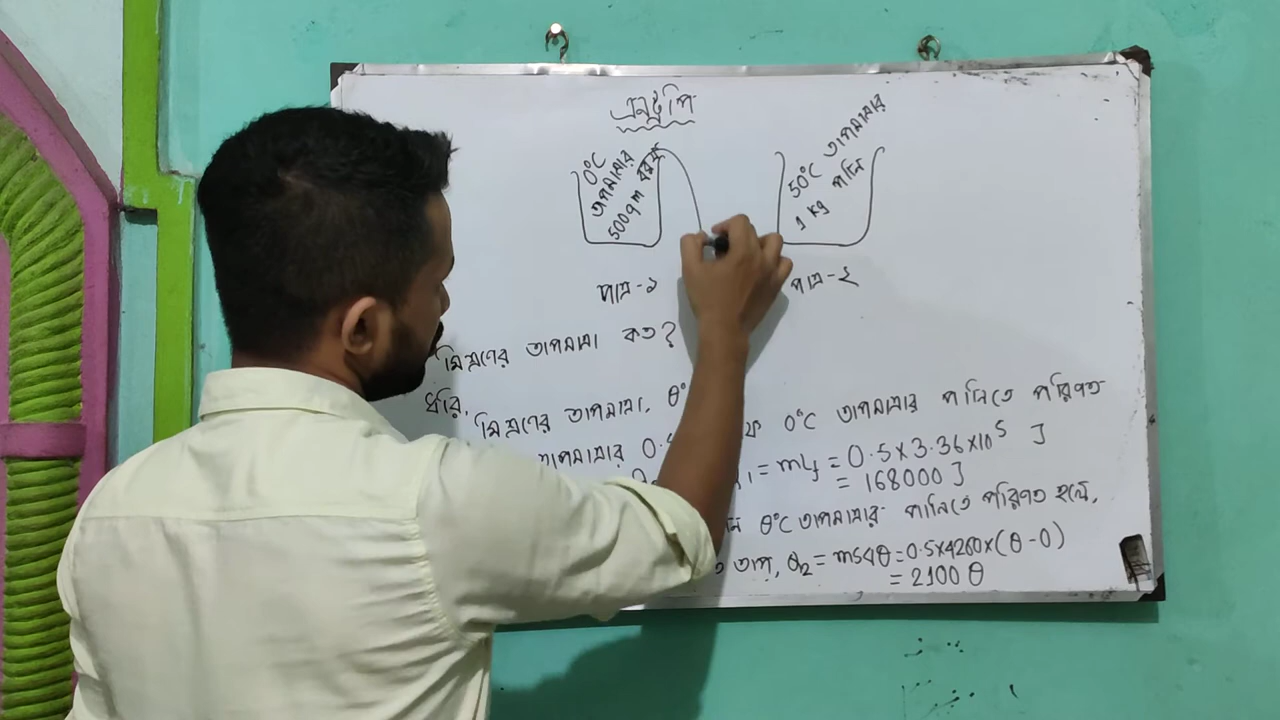 এনট্রপি
0°C
তাপমাত্রার
500gm বরফ
50°C তাপমাত্রার
1 kg পানি
পাত্র-১
পাত্র-২
মিশ্রণের তাপমাত্রা কত?
ধরি, মিশ্রণের তাপমাত্রা, θ°
তাপমাত্রার 0. 0°C তাপমাত্রার পানিতে পরিণত
= mLf = 0.5×3.36×10⁵ J
= 168000 J
θ°C তাপমাত্রার পানিতে পরিণত হলে,
তাপ, Q₂ = msΔθ = 0.5×4200×(θ-0)
= 2100 θ